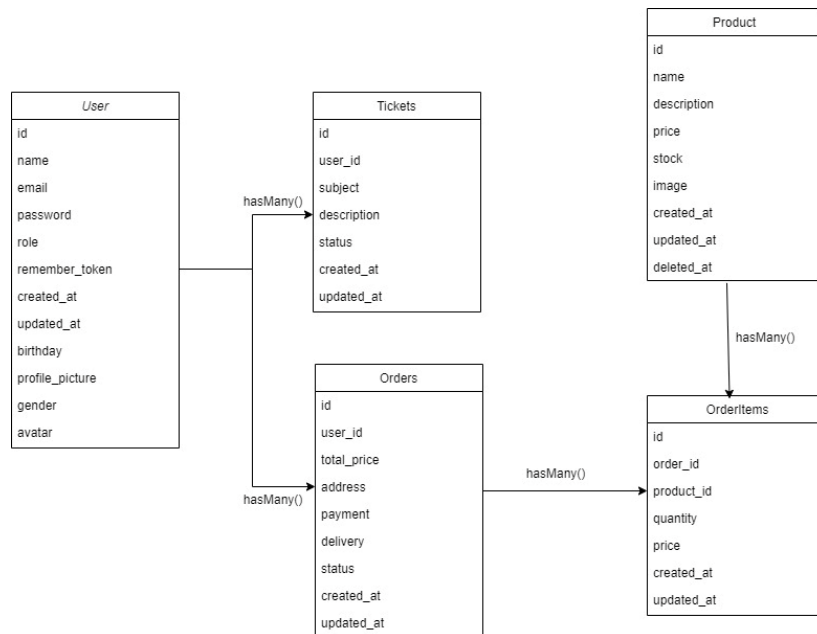 User
id
name
email
password
role
remember_token
created_at
updated_at
birthday
profile_picture
gender
avatar
hasMany()
Tickets
id
user_id
subject
description
status
created_at
updated_at
hasMany()
Orders
id
user_id
total_price
address
payment
delivery
status
created_at
updated_at
hasMany()
Product
id
name
description
price
stock
image
created_at
updated_at
deleted_at
hasMany()
OrderItems
id
order_id
product_id
quantity
price
created_at
updated_at